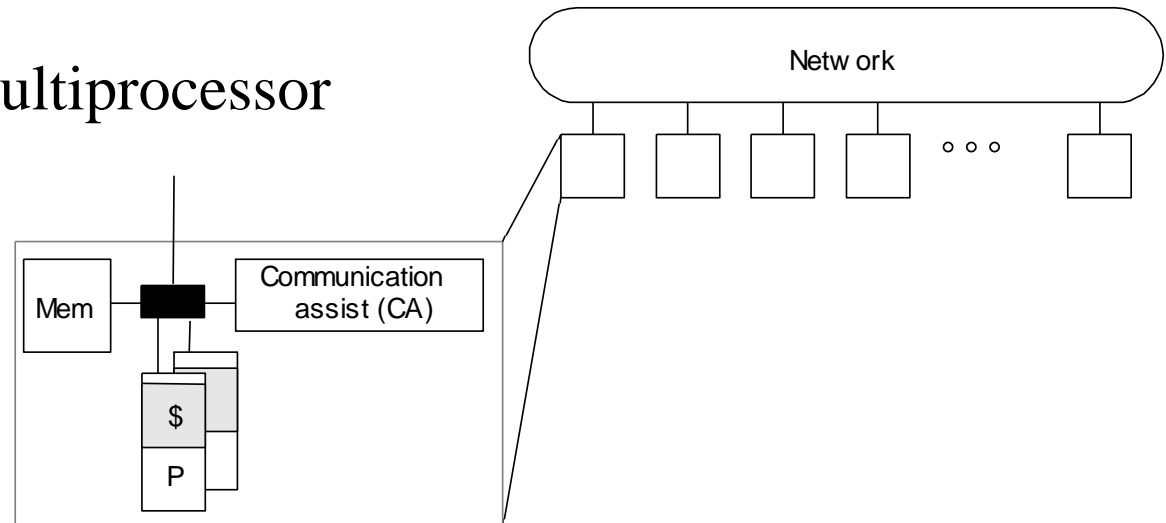 ultiprocessor
Netw ork
Communication
assist (CA)
Mem
$
P